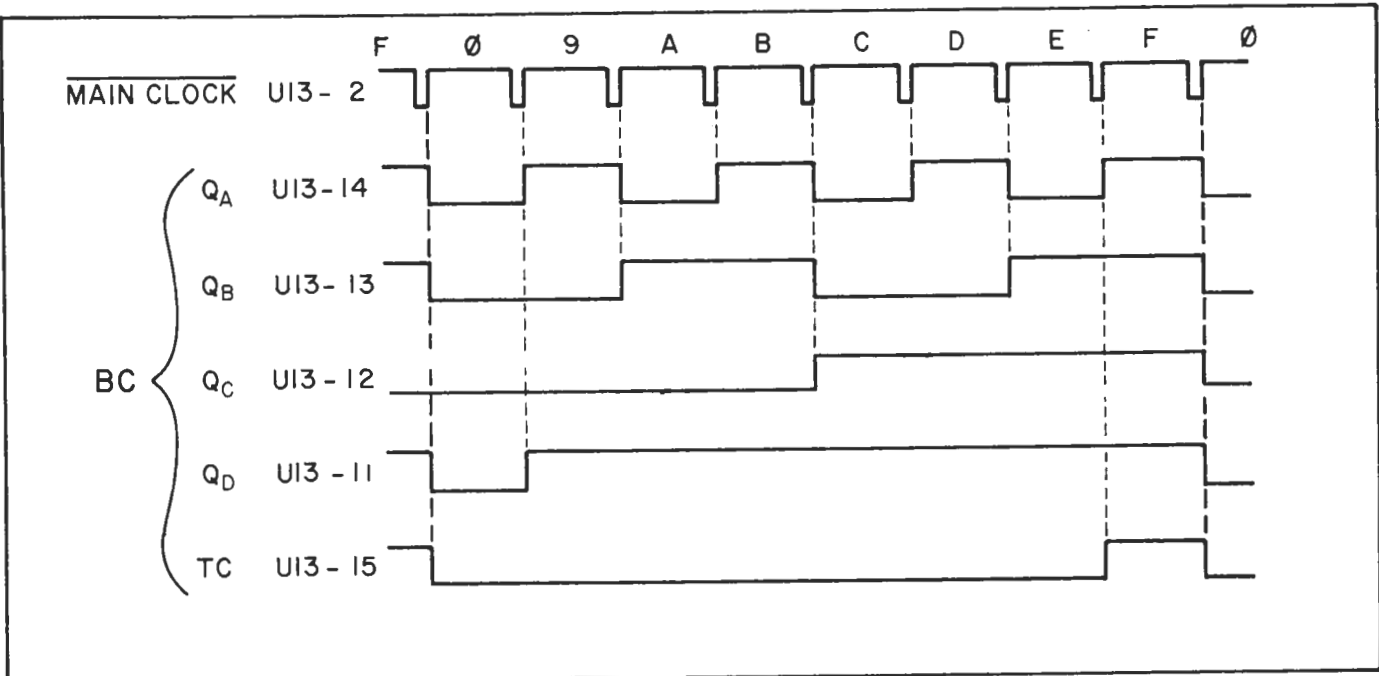 F Ø 9 A B C D E F Ø
MAIN CLOCK U13- 2
QA U13-14
QB U13- 13
BC QC U13-12
QD U13 -11
TC U13- 15